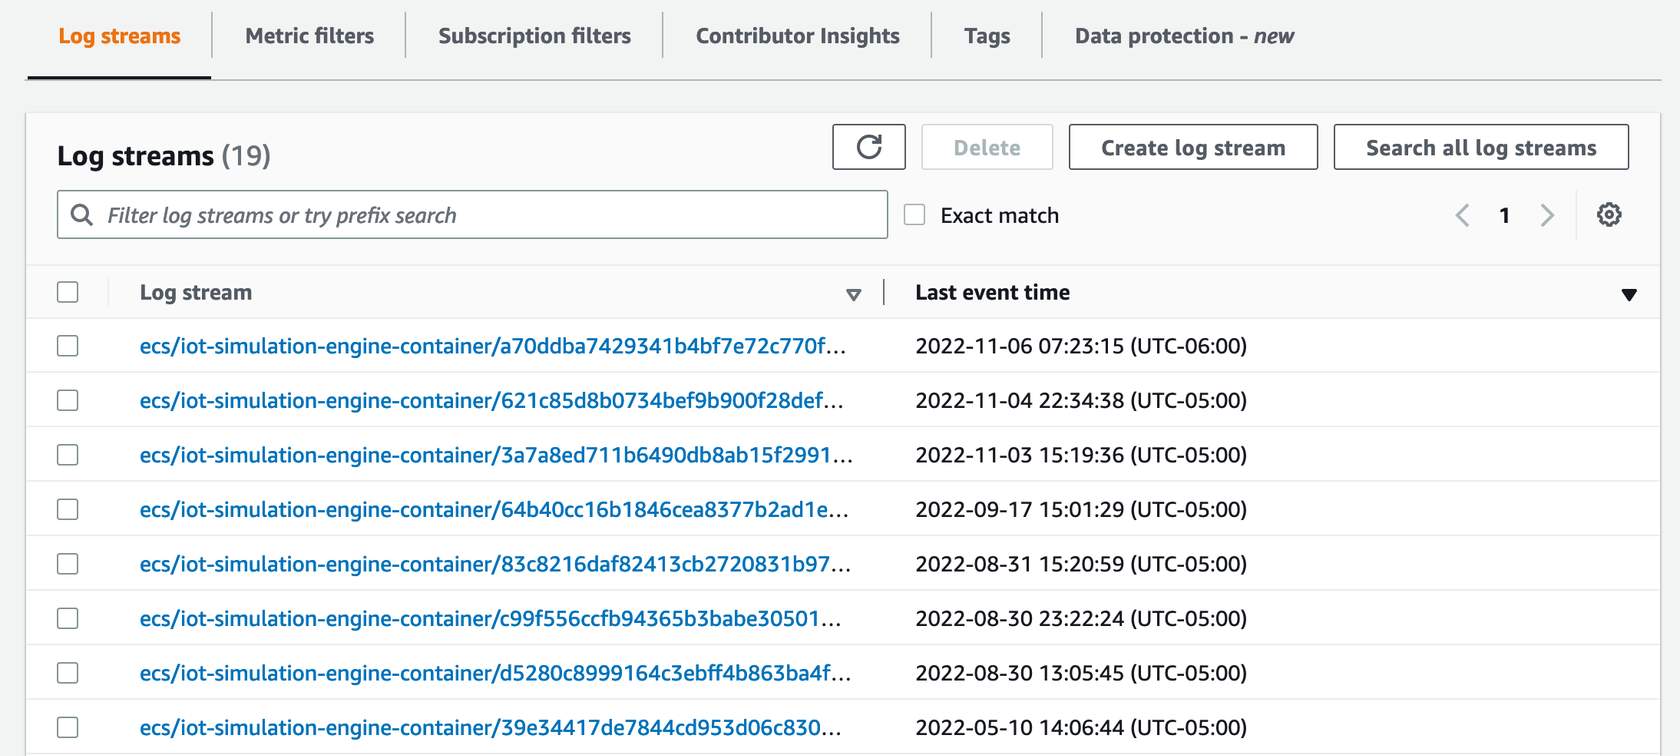 Log streams Metric filters Subscription filters Contributor Insights Tags Data protection - new
Log streams (19) Delete Create log stream Search all log streams
Filter log streams or try prefix search Exact match 1
Log stream Last event time
ecs/iot-simulation-engine-container/a70ddba7429341b4bf7e72c770f... 2022-11-06 07:23:15 (UTC-06:00)
ecs/iot-simulation-engine-container/621c85d8b0734bef9b900f28def... 2022-11-04 22:34:38 (UTC-05:00)
ecs/iot-simulation-engine-container/3a7a8ed711b6490db8ab15f2991... 2022-11-03 15:19:36 (UTC-05:00)
ecs/iot-simulation-engine-container/64b40cc16b1846cea8377b2ad1e... 2022-09-17 15:01:29 (UTC-05:00)
ecs/iot-simulation-engine-container/83c8216daf82413cb2720831b97... 2022-08-31 15:20:59 (UTC-05:00)
ecs/iot-simulation-engine-container/c99f556ccfb94365b3babe30501... 2022-08-30 23:22:24 (UTC-05:00)
ecs/iot-simulation-engine-container/d5280c8999164c3ebff4b863ba4f... 2022-08-30 13:05:45 (UTC-05:00)
ecs/iot-simulation-engine-container/39e34417de7844cd953d06c830... 2022-05-10 14:06:44 (UTC-05:00)